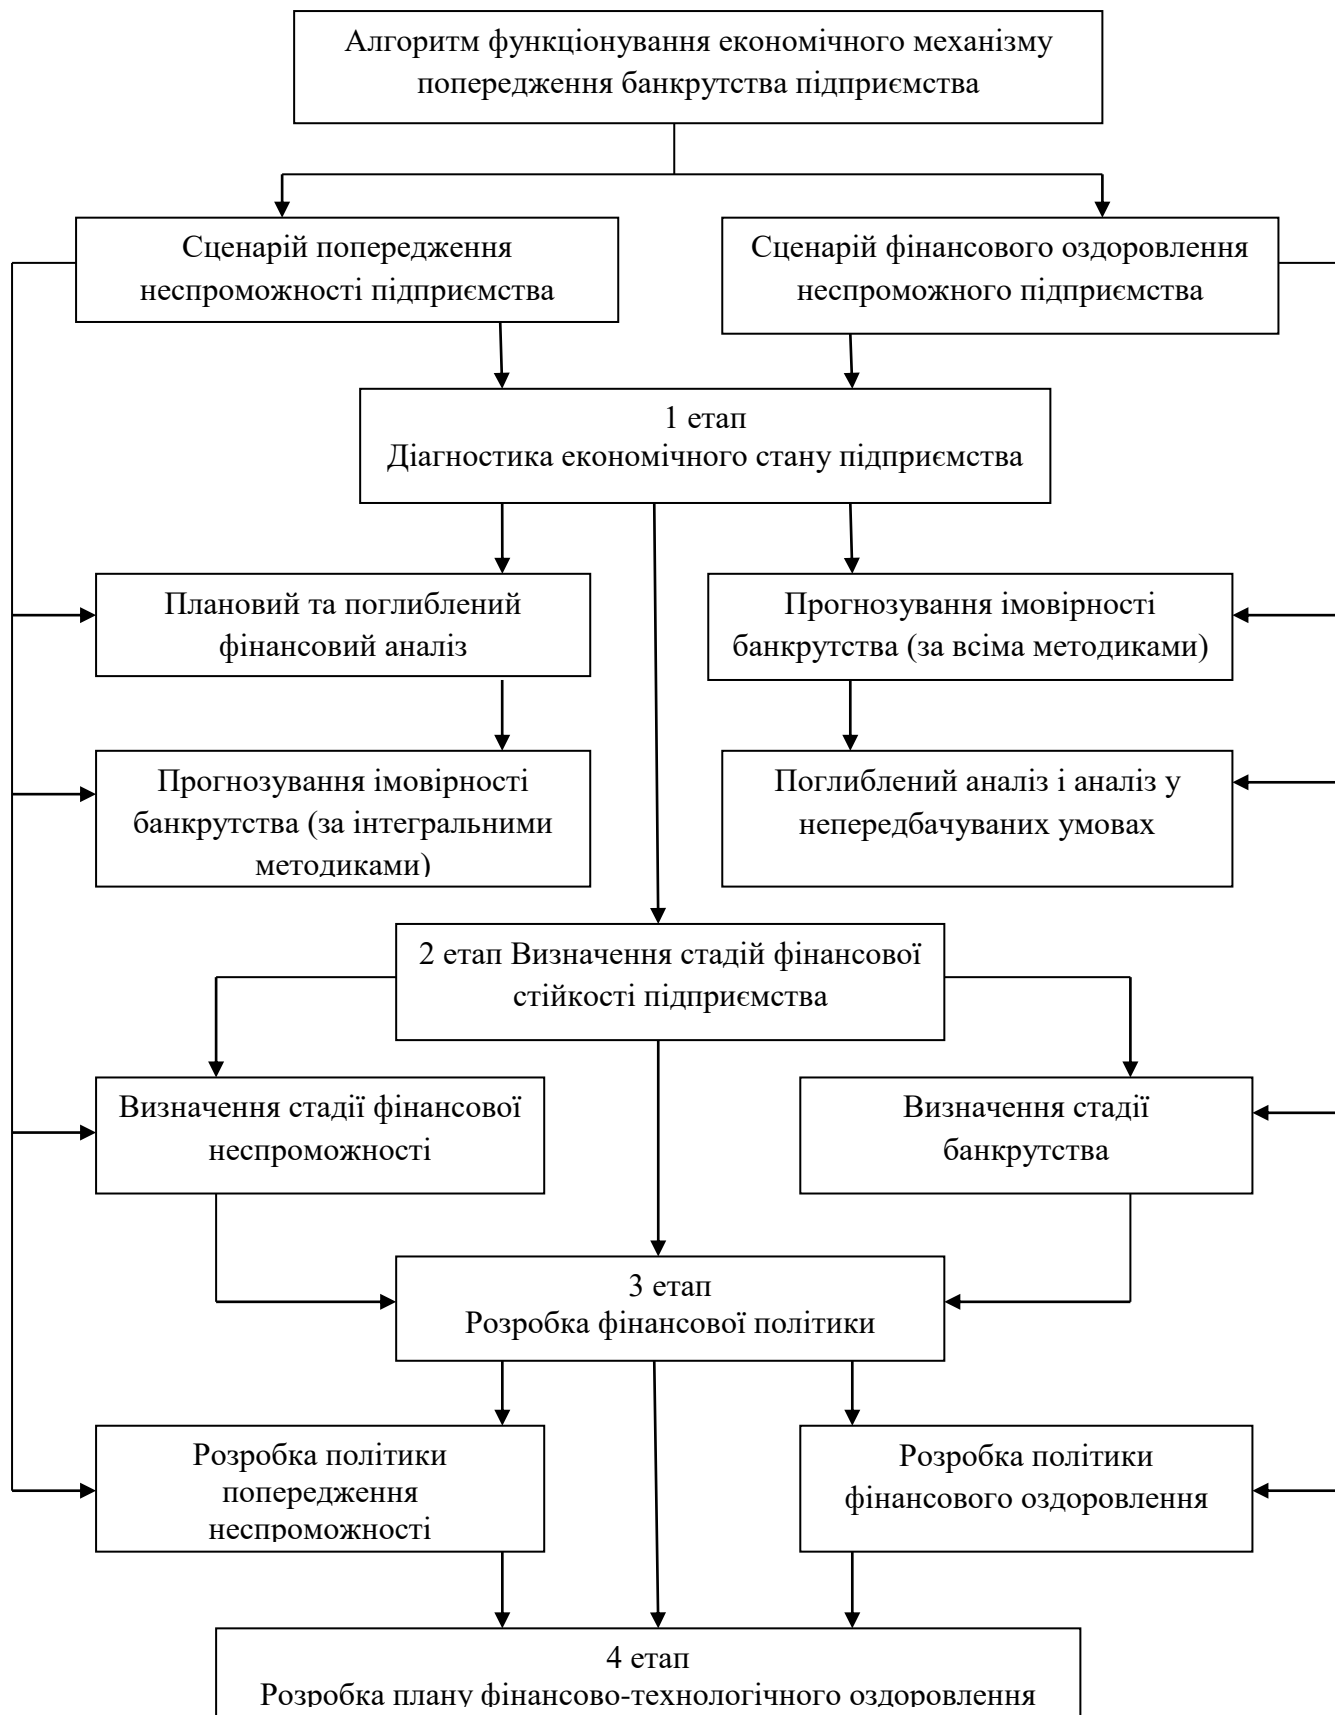 Алгоритм функціонування економічного механізму
попередження банкрутства підприємства
Сценарій попередження
неспроможності підприємства
Сценарій фінансового оздоровлення
неспроможного підприємства
1 етап
Діагностика економічного стану підприємства
Плановий та поглиблений
фінансовий аналіз
Прогнозування імовірності
банкрутства (за всіма методиками)
Прогнозування імовірності
банкрутства (за інтегральними
методиками)
Поглиблений аналіз і аналіз у
непередбачуваних умовах
2 етап Визначення стадій фінансової
стійкості підприємства
Визначення стадії фінансової
неспроможності
Визначення стадії
банкрутства
3 етап
Розробка фінансової політики
Розробка політики
попередження
неспроможності
Розробка політики
фінансового оздоровлення
4 етап
Розробка плану фінансово-технологічного оздоровлення